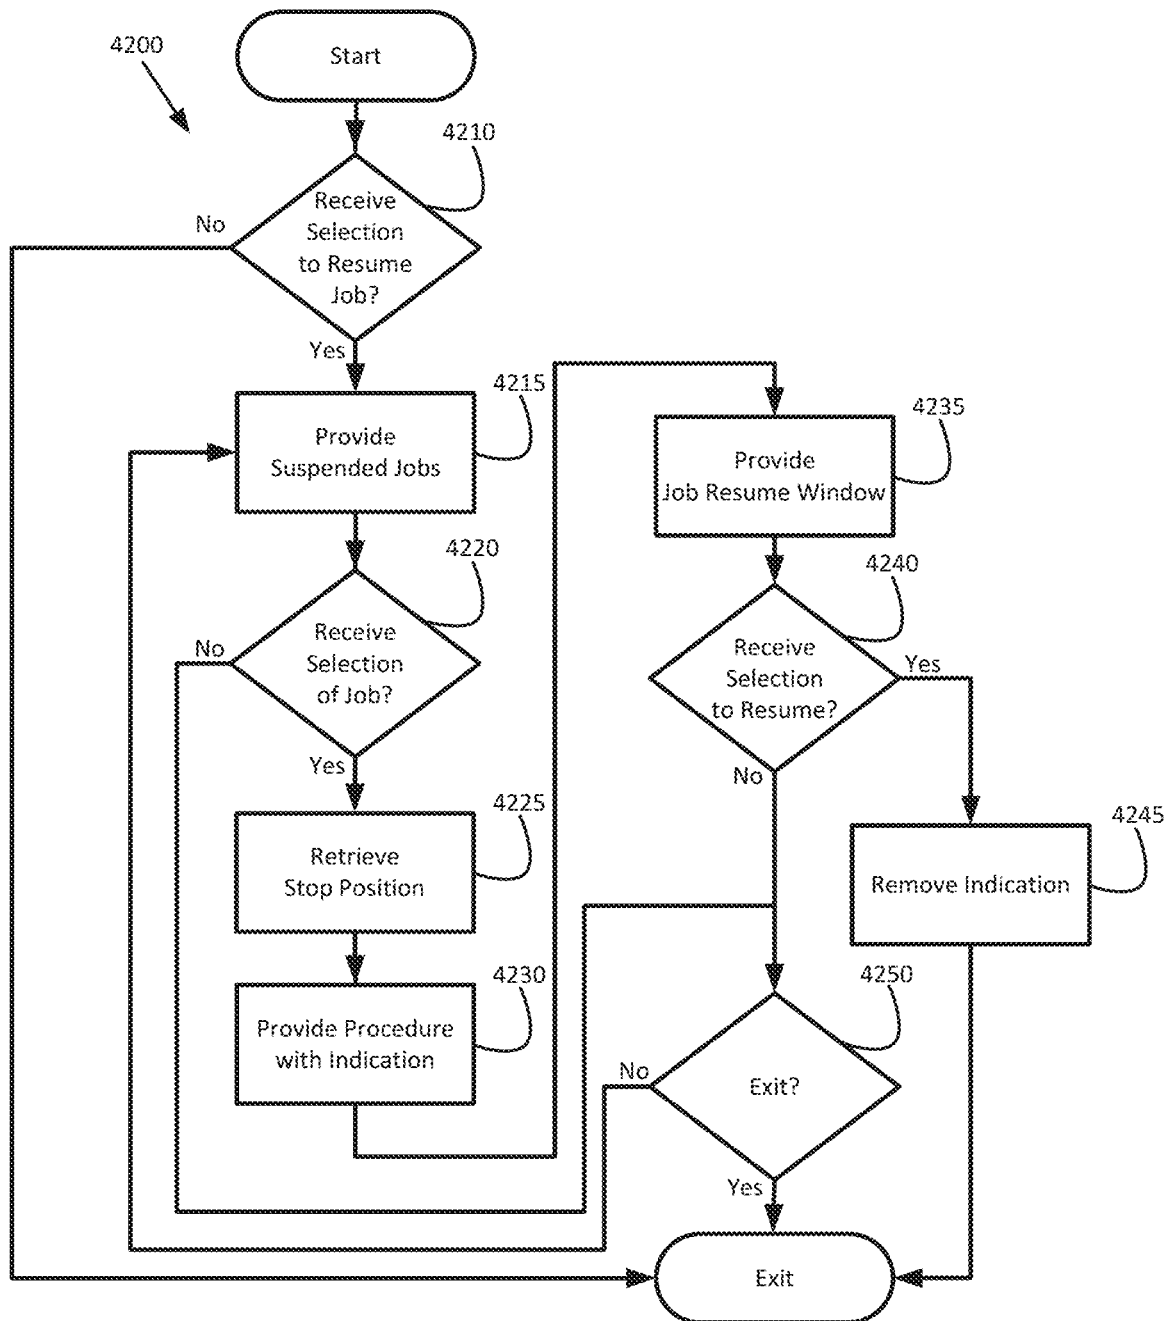 4200
Start
4210
Receive
Selection
to Resume
Job?
No
Yes
4215
Provide
Suspended Jobs
4220
Receive
Selection
of Job?
No
Yes
4225
Retrieve
Stop Position
4230
Provide Procedure
with Indication
4235
Provide
Job Resume Window
4240
Receive
Selection
to Resume?
Yes
No
4245
Remove Indication
4250
Exit?
No
Yes
Exit